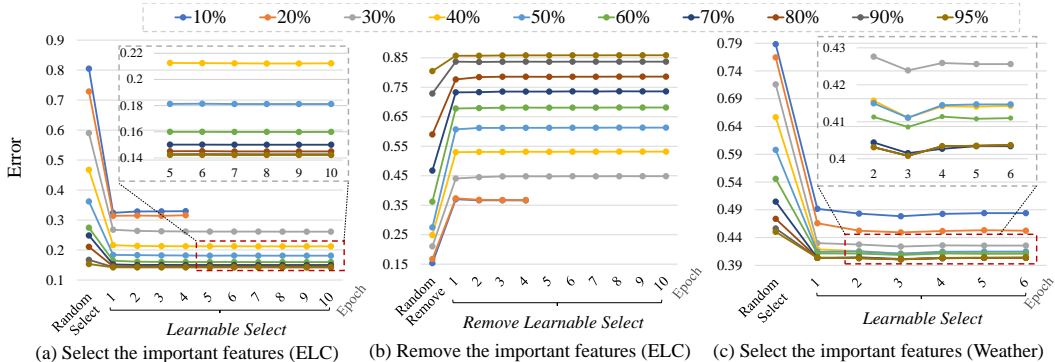 10% 20% 30% 40% 50% 60% 70% 80% 90% 95%
Error
0.9
0.8
0.7
0.6
0.5
0.4
0.3
0.2
0.1
0.22
0.2
0.18
0.16
0.14
5 6 7 8 9 10
Random Select 1 2 3 4 5 6 7 8 9 10 Epoch
Learnable Select
(a) Select the important features (ELC)
0.85
0.75
0.65
0.55
0.45
0.35
0.25
0.15
Random Remove 1 2 3 4 5 6 7 8 9 10 Epoch
Remove Learnable Select
(b) Remove the important features (ELC)
0.79
0.74
0.69
0.64
0.59
0.54
0.49
0.44
0.39
0.43
0.42
0.41
0.4
2 3 4 5 6
Random Select 1 2 3 4 5 6 Epoch
Learnable Select
(c) Select the important features (Weather)